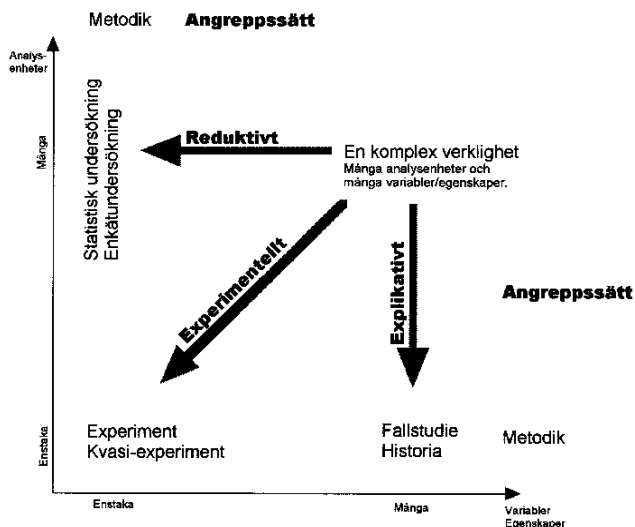 Metodik Angreppssätt
Analys-
enheter
Många
Statistisk undersökning
Enkätundersökning
Reduktivt
En komplex verklighet
Många analysenheter och
många variabler/egenskaper.
Experimentellt
Explikativt
Angreppssätt
Enstaka
Experiment
Kvasi-experiment
Fallstudie
Historia
Metodik
Enstaka
Många
Variabler
Egenskaper